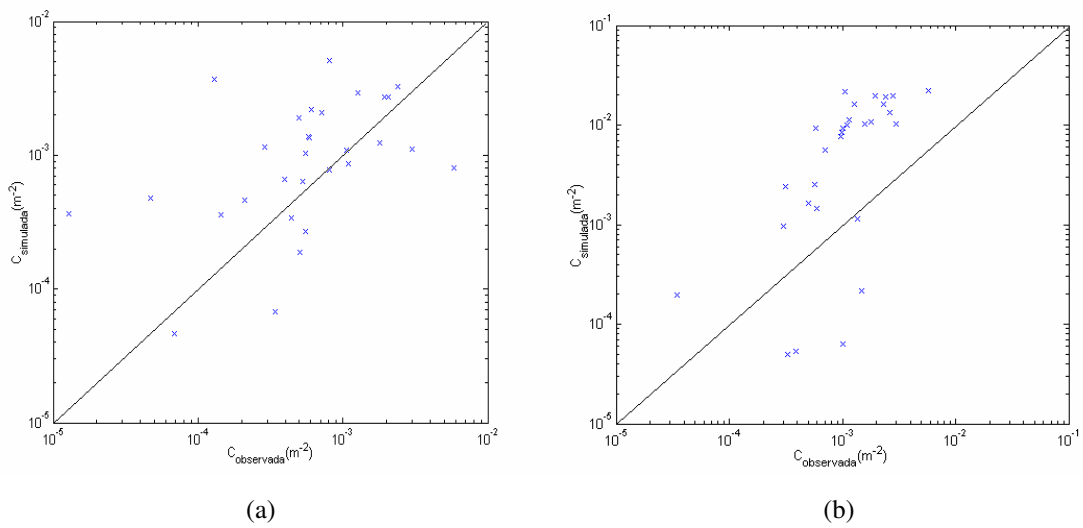 10^-2
10^-3
10^-4
10^-5
C_simulada(m^-2)
10^-5 10^-4 10^-3 10^-2
C_observada(m^-2)
(a)
10^-1
10^-2
10^-3
10^-4
10^-5
C_simulada(m^-2)
10^-5 10^-4 10^-3 10^-2 10^-1
C_observada(m^-2)
(b)